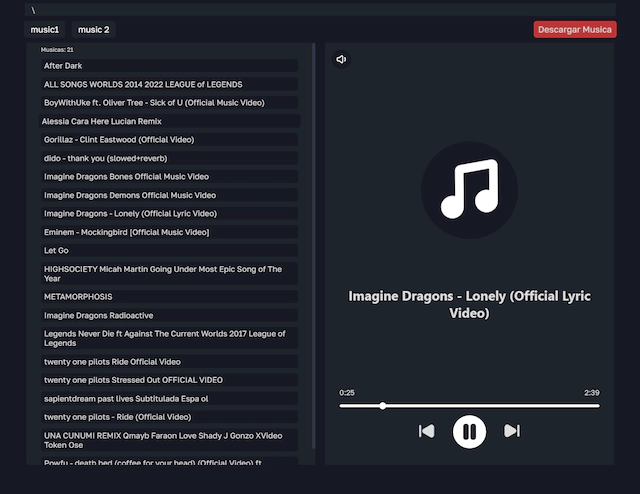 \
music1
music 2
Descargar Musica
Musicas: 21
After Dark
ALL SONGS WORLDS 2014 2022 LEAGUE of LEGENDS
BoyWithUke ft. Oliver Tree - Sick of U (Official Music Video)
Alessia Cara Here Lucian Remix
Gorillaz - Clint Eastwood (Official Video)
dido - thank you (slowed+reverb)
Imagine Dragons Bones Official Music Video
Imagine Dragons Demons Official Music Video
Imagine Dragons - Lonely (Official Lyric Video)
Eminem - Mockingbird [Official Music Video]
Let Go
HIGHSOCIETY Micah Martin Going Under Most Epic Song of The
Year
METAMORPHOSIS
Imagine Dragons Radioactive
Legends Never Die ft Against The Current Worlds 2017 League of
Legends
twenty one pilots Ride Official Video
twenty one pilots Stressed Out OFFICIAL VIDEO
sapientdream past lives Subtitulada Espa ol
twenty one pilots - Ride (Official Video)
UNA CUNUMI REMIX Qmayb Faraon Love Shady J Gonzo XVideo
Token Ose
Powfu - death bed (coffee for your head) (Official Video) ft
Imagine Dragons - Lonely (Official Lyric
Video)
0:25
2:39